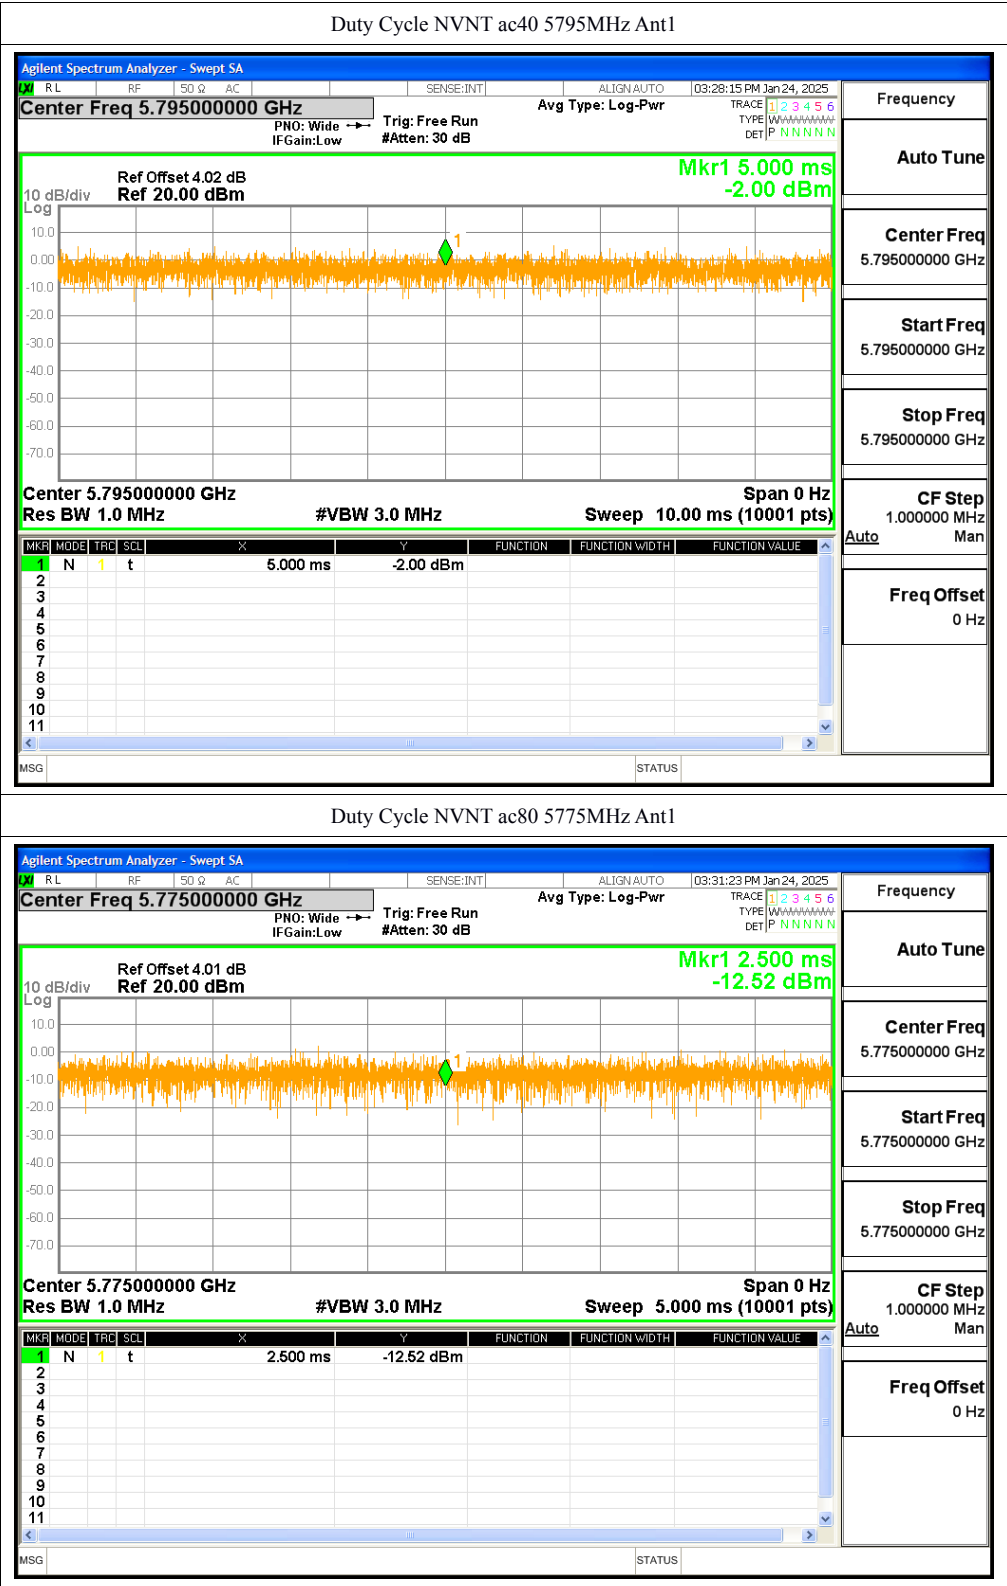 Duty Cycle NVNT ac40 5795MHz Ant1
Agilent Spectrum Analyzer - Swept SA
LXI RL RF 50 Ω AC SENSE:INT ALIGN AUTO 03:28:15 PM Jan 24, 2025
Center Freq 5.795000000 GHz
PNO: Wide
IFGain:Low
Trig: Free Run
#Atten: 30 dB
Avg Type: Log-Pwr
TRACE 1 2 3 4 5 6
TYPE W
DET P N N N N N
Frequency
Mkr1 5.000 ms
-2.00 dBm
Ref Offset 4.02 dB
10 dB/div Ref 20.00 dBm
Log
10.0
0.00
-10.0
-20.0
-30.0
-40.0
-50.0
-60.0
-70.0
1
Center 5.795000000 GHz Span 0 Hz
Res BW 1.0 MHz #VBW 3.0 MHz Sweep 10.00 ms (10001 pts)
MKR MODE TRC SCL X Y FUNCTION FUNCTION WIDTH FUNCTION VALUE
1 N 1 t 5.000 ms -2.00 dBm
2
3
4
5
6
7
8
9
10
11
MSG STATUS
Auto Tune
Center Freq
5.795000000 GHz
Start Freq
5.795000000 GHz
Stop Freq
5.795000000 GHz
CF Step
1.000000 MHz
Auto Man
Freq Offset
0 Hz
Duty Cycle NVNT ac80 5775MHz Ant1
Agilent Spectrum Analyzer - Swept SA
LXI RL RF 50 Ω AC SENSE:INT ALIGN AUTO 03:31:23 PM Jan 24, 2025
Center Freq 5.775000000 GHz
PNO: Wide
IFGain:Low
Trig: Free Run
#Atten: 30 dB
Avg Type: Log-Pwr
TRACE 1 2 3 4 5 6
TYPE W
DET P N N N N N
Frequency
Mkr1 2.500 ms
-12.52 dBm
Ref Offset 4.01 dB
10 dB/div Ref 20.00 dBm
Log
10.0
0.00
-10.0
-20.0
-30.0
-40.0
-50.0
-60.0
-70.0
1
Center 5.775000000 GHz Span 0 Hz
Res BW 1.0 MHz #VBW 3.0 MHz Sweep 5.000 ms (10001 pts)
MKR MODE TRC SCL X Y FUNCTION FUNCTION WIDTH FUNCTION VALUE
1 N 1 t 2.500 ms -12.52 dBm
2
3
4
5
6
7
8
9
10
11
MSG STATUS
Auto Tune
Center Freq
5.775000000 GHz
Start Freq
5.775000000 GHz
Stop Freq
5.775000000 GHz
CF Step
1.000000 MHz
Auto Man
Freq Offset
0 Hz